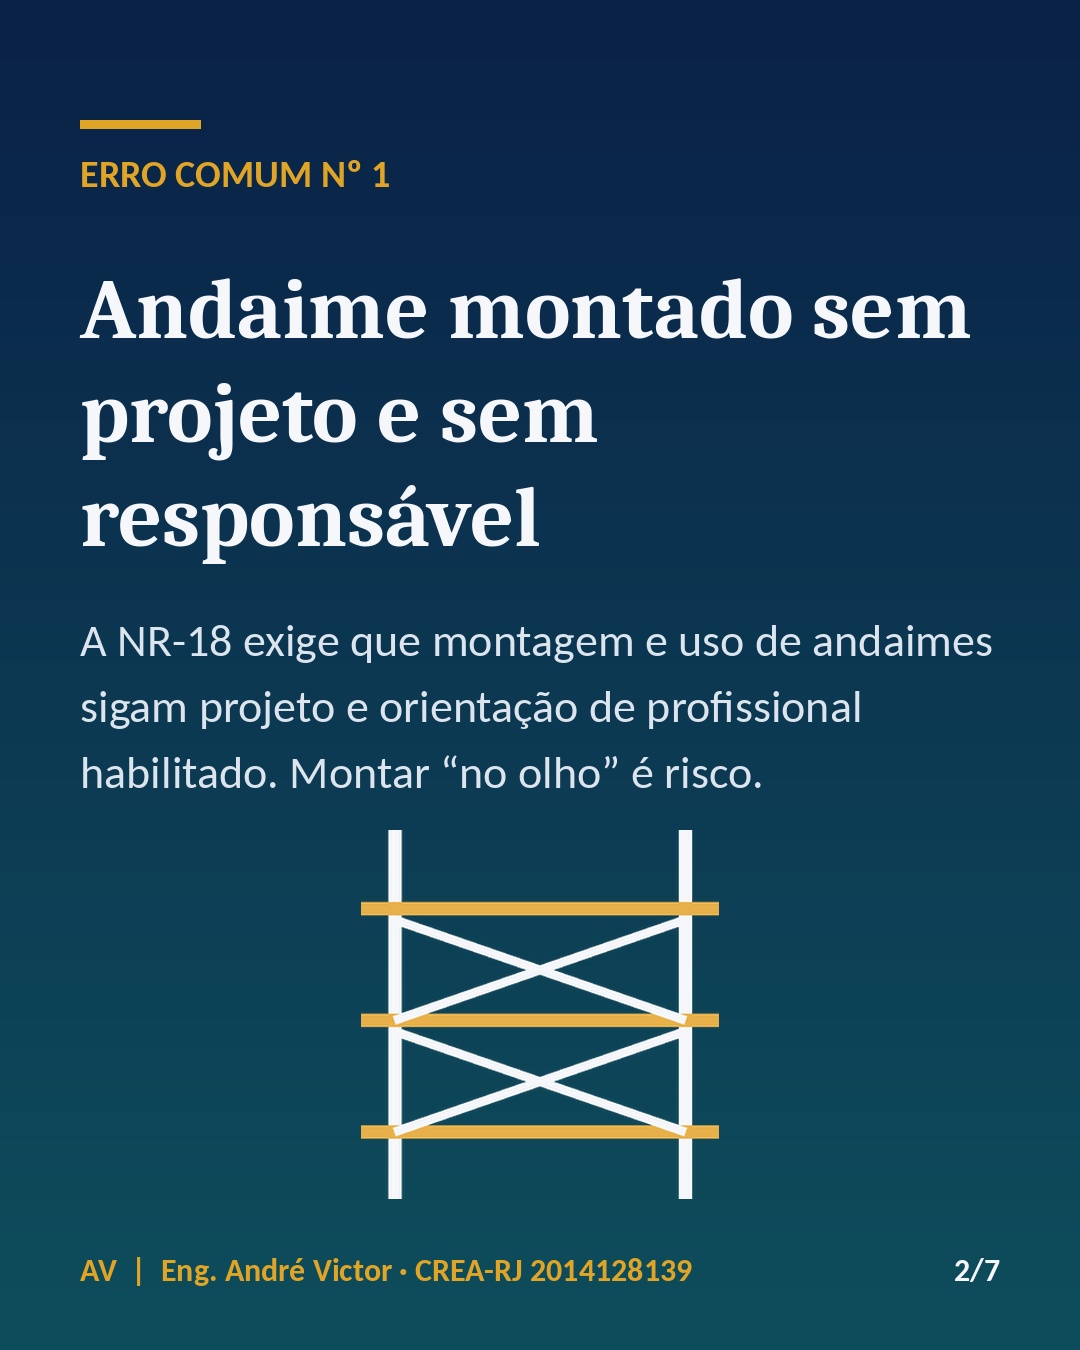 ERRO COMUM Nº 1
Andaime montado sem
projeto e sem
responsável
A NR-18 exige que montagem e uso de andaimes
sigam projeto e orientação de profissional
habilitado. Montar “no olho” é risco.
AV | Eng. André Victor · CREA-RJ 2014128139
2/7